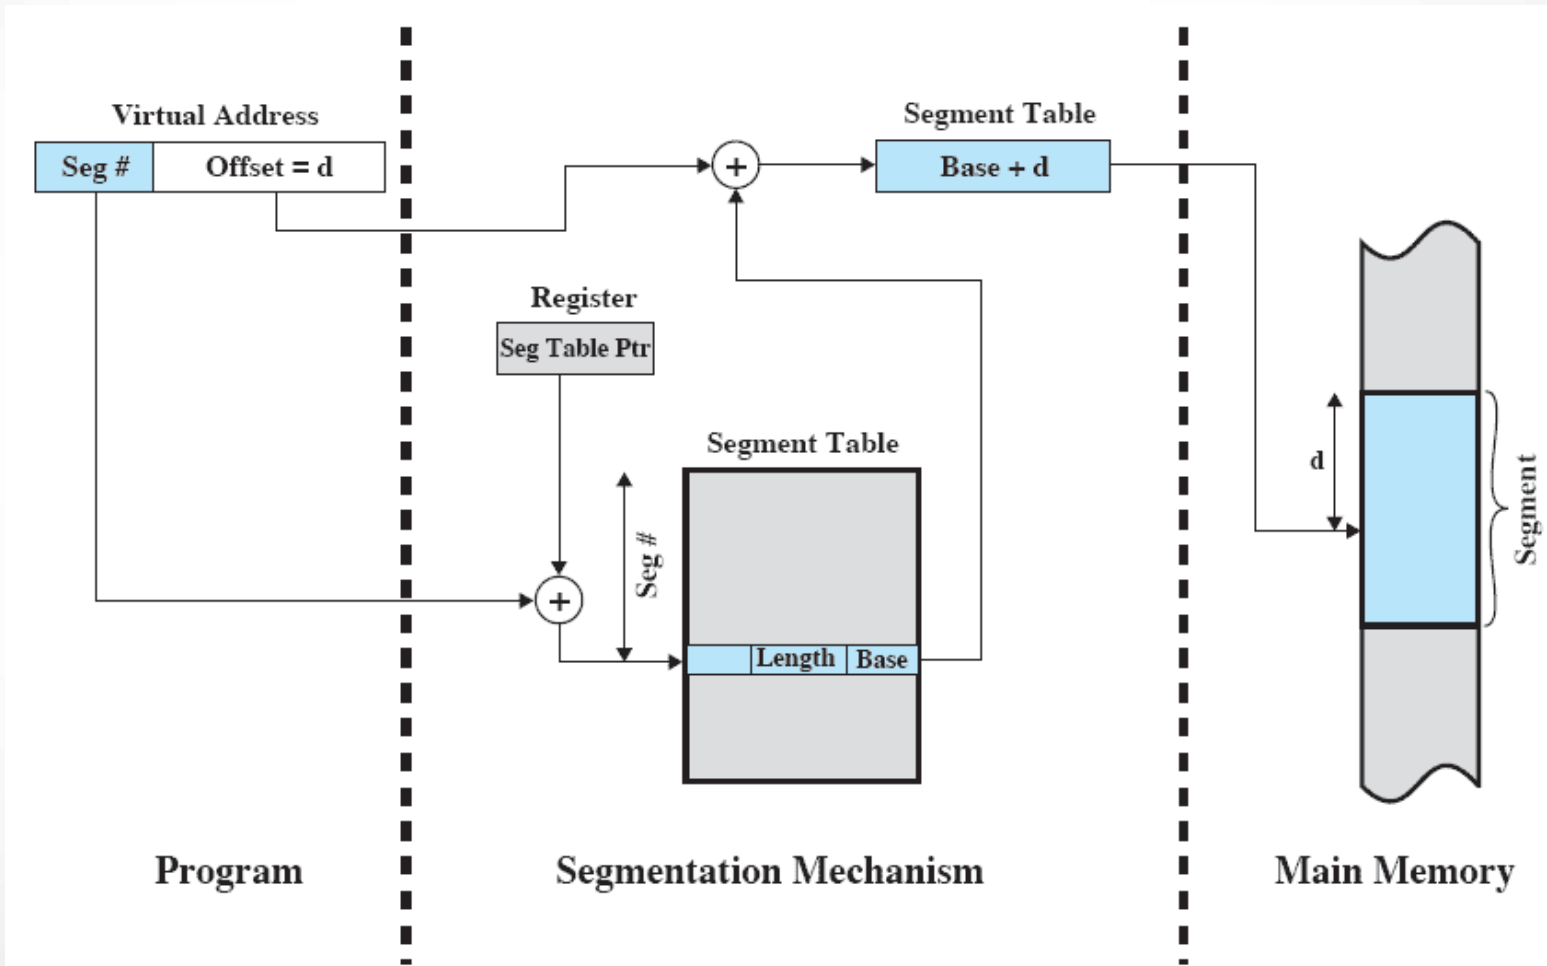 Virtual Address
Seg #
Offset = d
+
Segment Table
Base + d
Register
Seg Table Ptr
+
Seg #
Segment Table
Length
Base
d
Segment
Program
Segmentation Mechanism
Main Memory